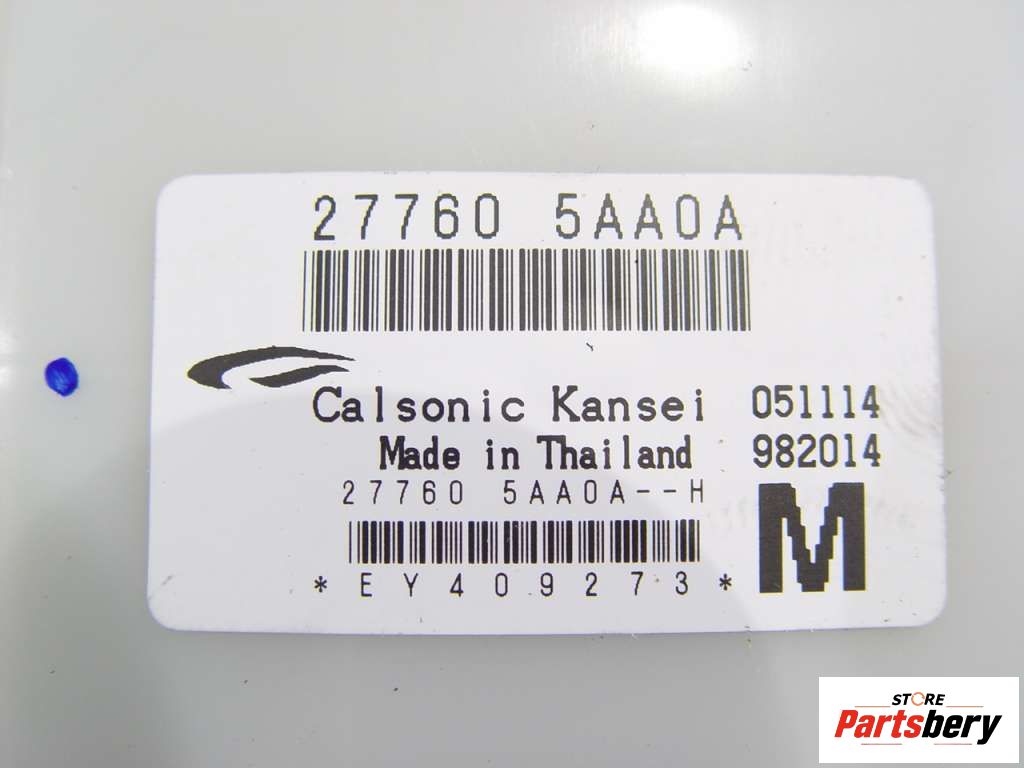 27760 5AA0A
Calsonic Kansei 051114
Made in Thailand 982014
27760 5AA0A--H
M
*EY409273*
STORE
Partsbery